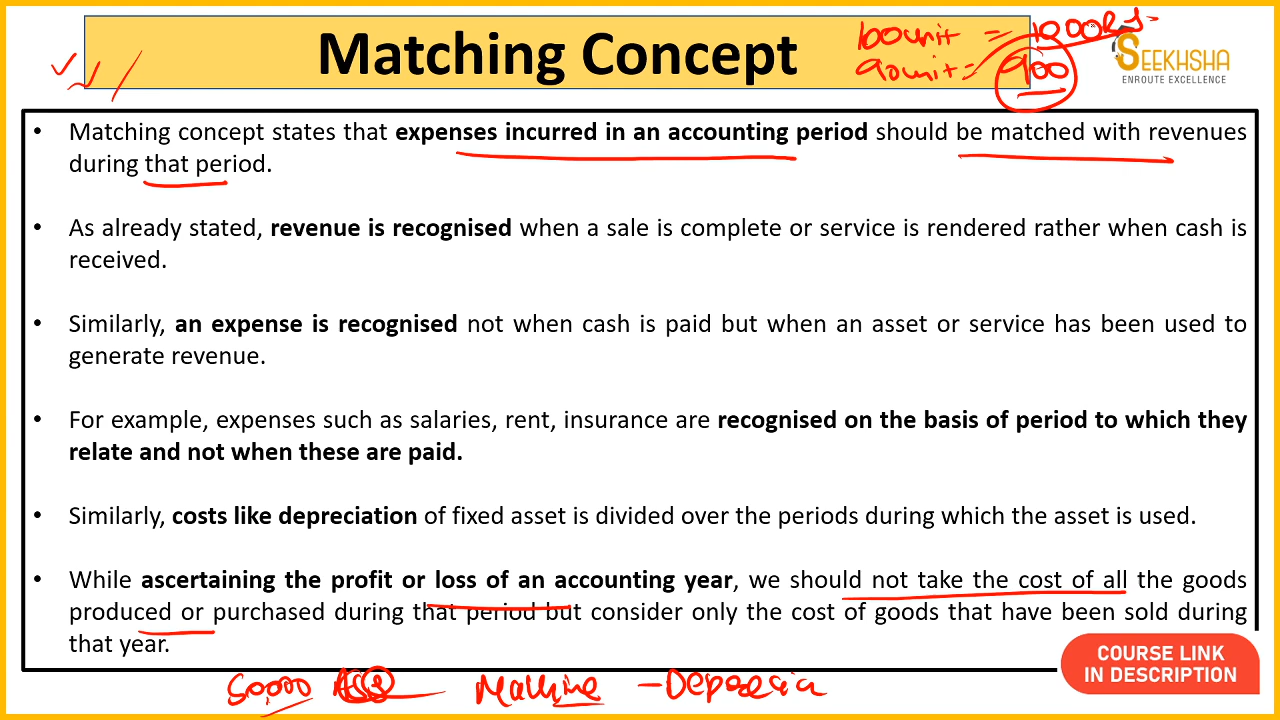 Matching Concept
100 unit = 1000RS
90 unit = 900
SEEKHSHA
ENROUTE EXCELLENCE
• Matching concept states that expenses incurred in an accounting period should be matched with revenues
during that period.
• As already stated, revenue is recognised when a sale is complete or service is rendered rather when cash is
received.
• Similarly, an expense is recognised not when cash is paid but when an asset or service has been used to
generate revenue.
• For example, expenses such as salaries, rent, insurance are recognised on the basis of period to which they
relate and not when these are paid.
• Similarly, costs like depreciation of fixed asset is divided over the periods during which the asset is used.
• While ascertaining the profit or loss of an accounting year, we should not take the cost of all the goods
produced or purchased during that period but consider only the cost of goods that have been sold during
that year.
COURSE LINK
IN DESCRIPTION
50,000 Machine - Deprecia